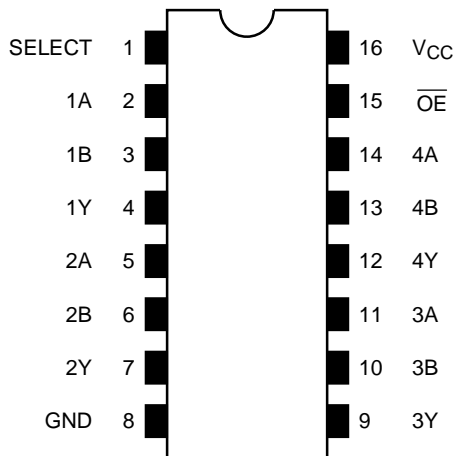 SELECT 1 16 VCC
1A 2 15 OE
1B 3 14 4A
1Y 4 13 4B
2A 5 12 4Y
2B 6 11 3A
2Y 7 10 3B
GND 8 9 3Y